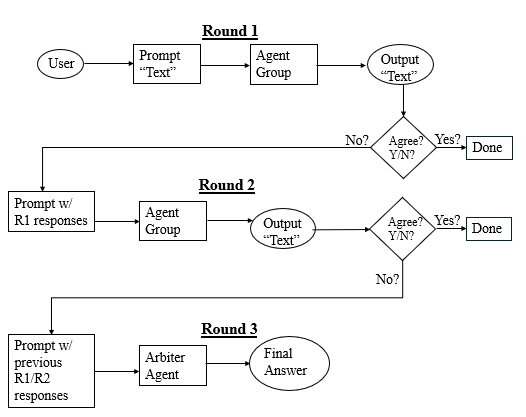 Round 1
User
Prompt
“Text”
Agent
Group
Output
“Text”
No?
Agree?
Y/N?
Yes?
Done
Round 2
Prompt w/
R1 responses
Agent
Group
Output
“Text”
Agree?
Y/N?
Yes?
Done
No?
Round 3
Prompt w/
previous
R1/R2
responses
Arbiter
Agent
Final
Answer